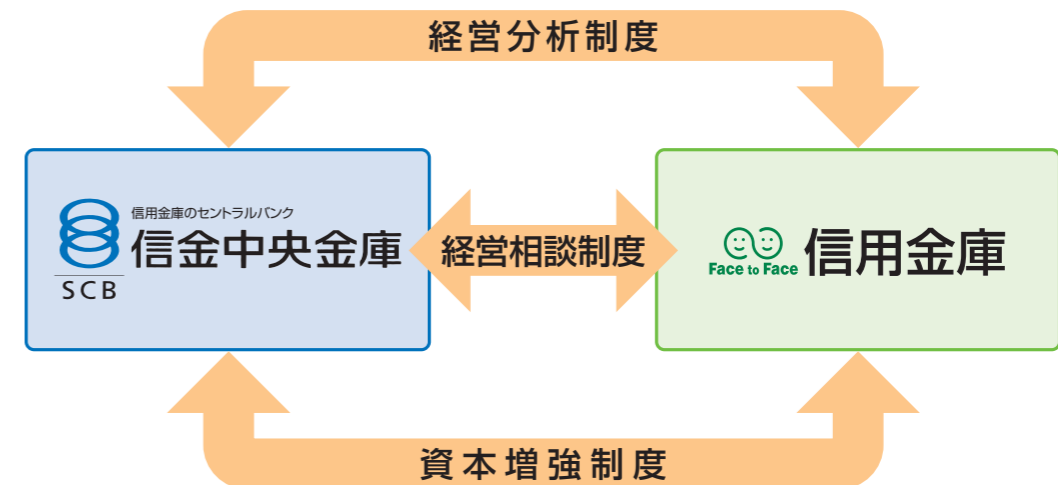 経営分析制度
信用金庫のセントラルバンク
信金中央金庫
SCB
経営相談制度
Face to Face
信用金庫
資本増強制度